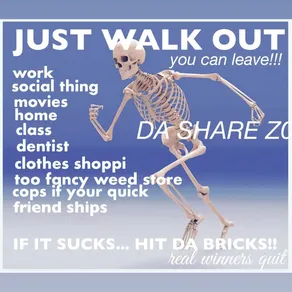 JUST WALK OUT
you can leave!!!
work
social thing
movies
home
class
dentist
clothes shoppi
too fancy weed store
cops if your quick
friend ships
DA SHARE Z
IF IT SUCKS... HIT DA BRICKS!!
real winners quit